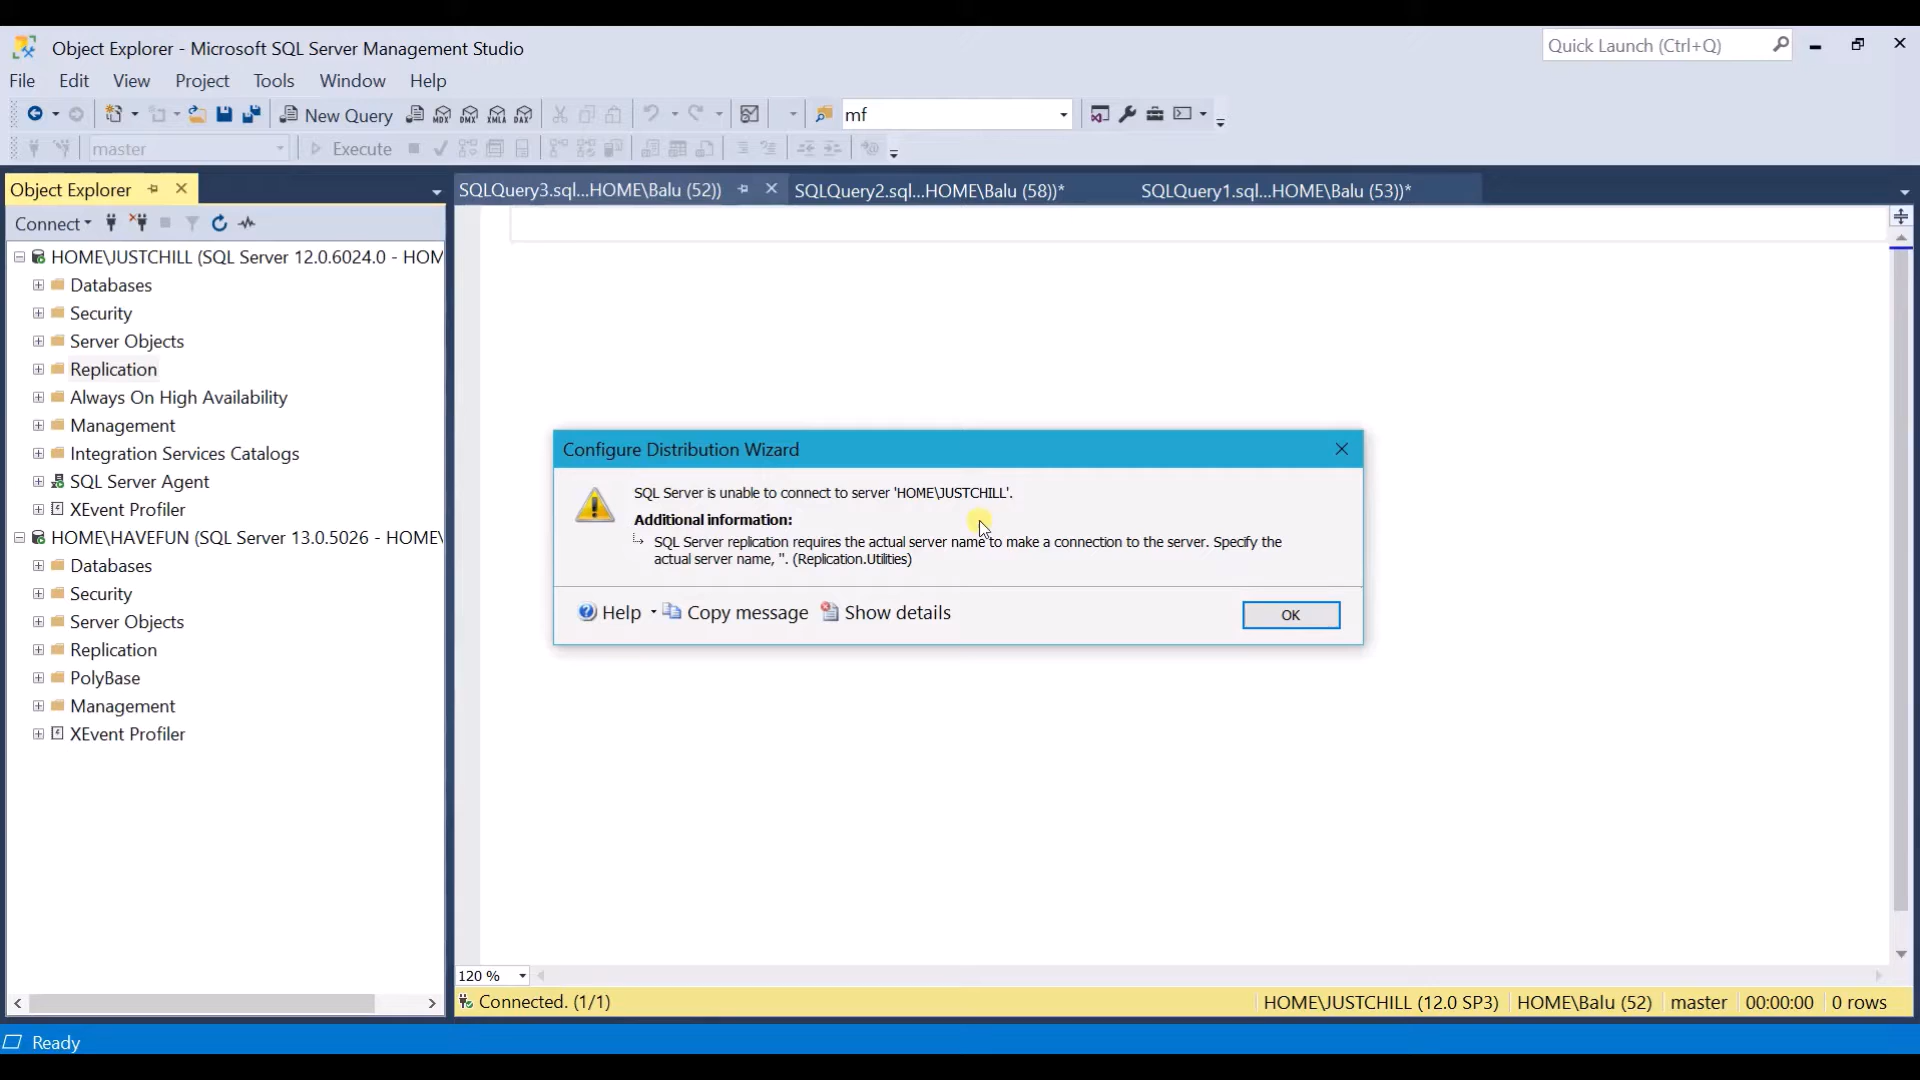 Object Explorer - Microsoft SQL Server Management Studio
Quick Launch (Ctrl+Q)
File Edit View Project Tools Window Help
New Query MDX DMX XMLA DAX mf
master Execute
Object Explorer
SQLQuery3.sql...HOME\Balu (52)) SQLQuery2.sql...HOME\Balu (58))* SQLQuery1.sql...HOME\Balu (53))*
Connect
HOME\JUSTCHILL (SQL Server 12.0.6024.0 - HOM
Databases
Security
Server Objects
Replication
Always On High Availability
Management
Integration Services Catalogs
SQL Server Agent
XEvent Profiler
HOME\HAVEFUN (SQL Server 13.0.5026 - HOME\
Databases
Security
Server Objects
Replication
PolyBase
Management
XEvent Profiler
Configure Distribution Wizard
SQL Server is unable to connect to server 'HOME\JUSTCHILL'.
Additional information:
SQL Server replication requires the actual server name to make a connection to the server. Specify the
actual server name, ''. (Replication.Utilities)
Help Copy message Show details OK
120 %
Connected. (1/1) HOME\JUSTCHILL (12.0 SP3) HOME\Balu (52) master 00:00:00 0 rows
Ready